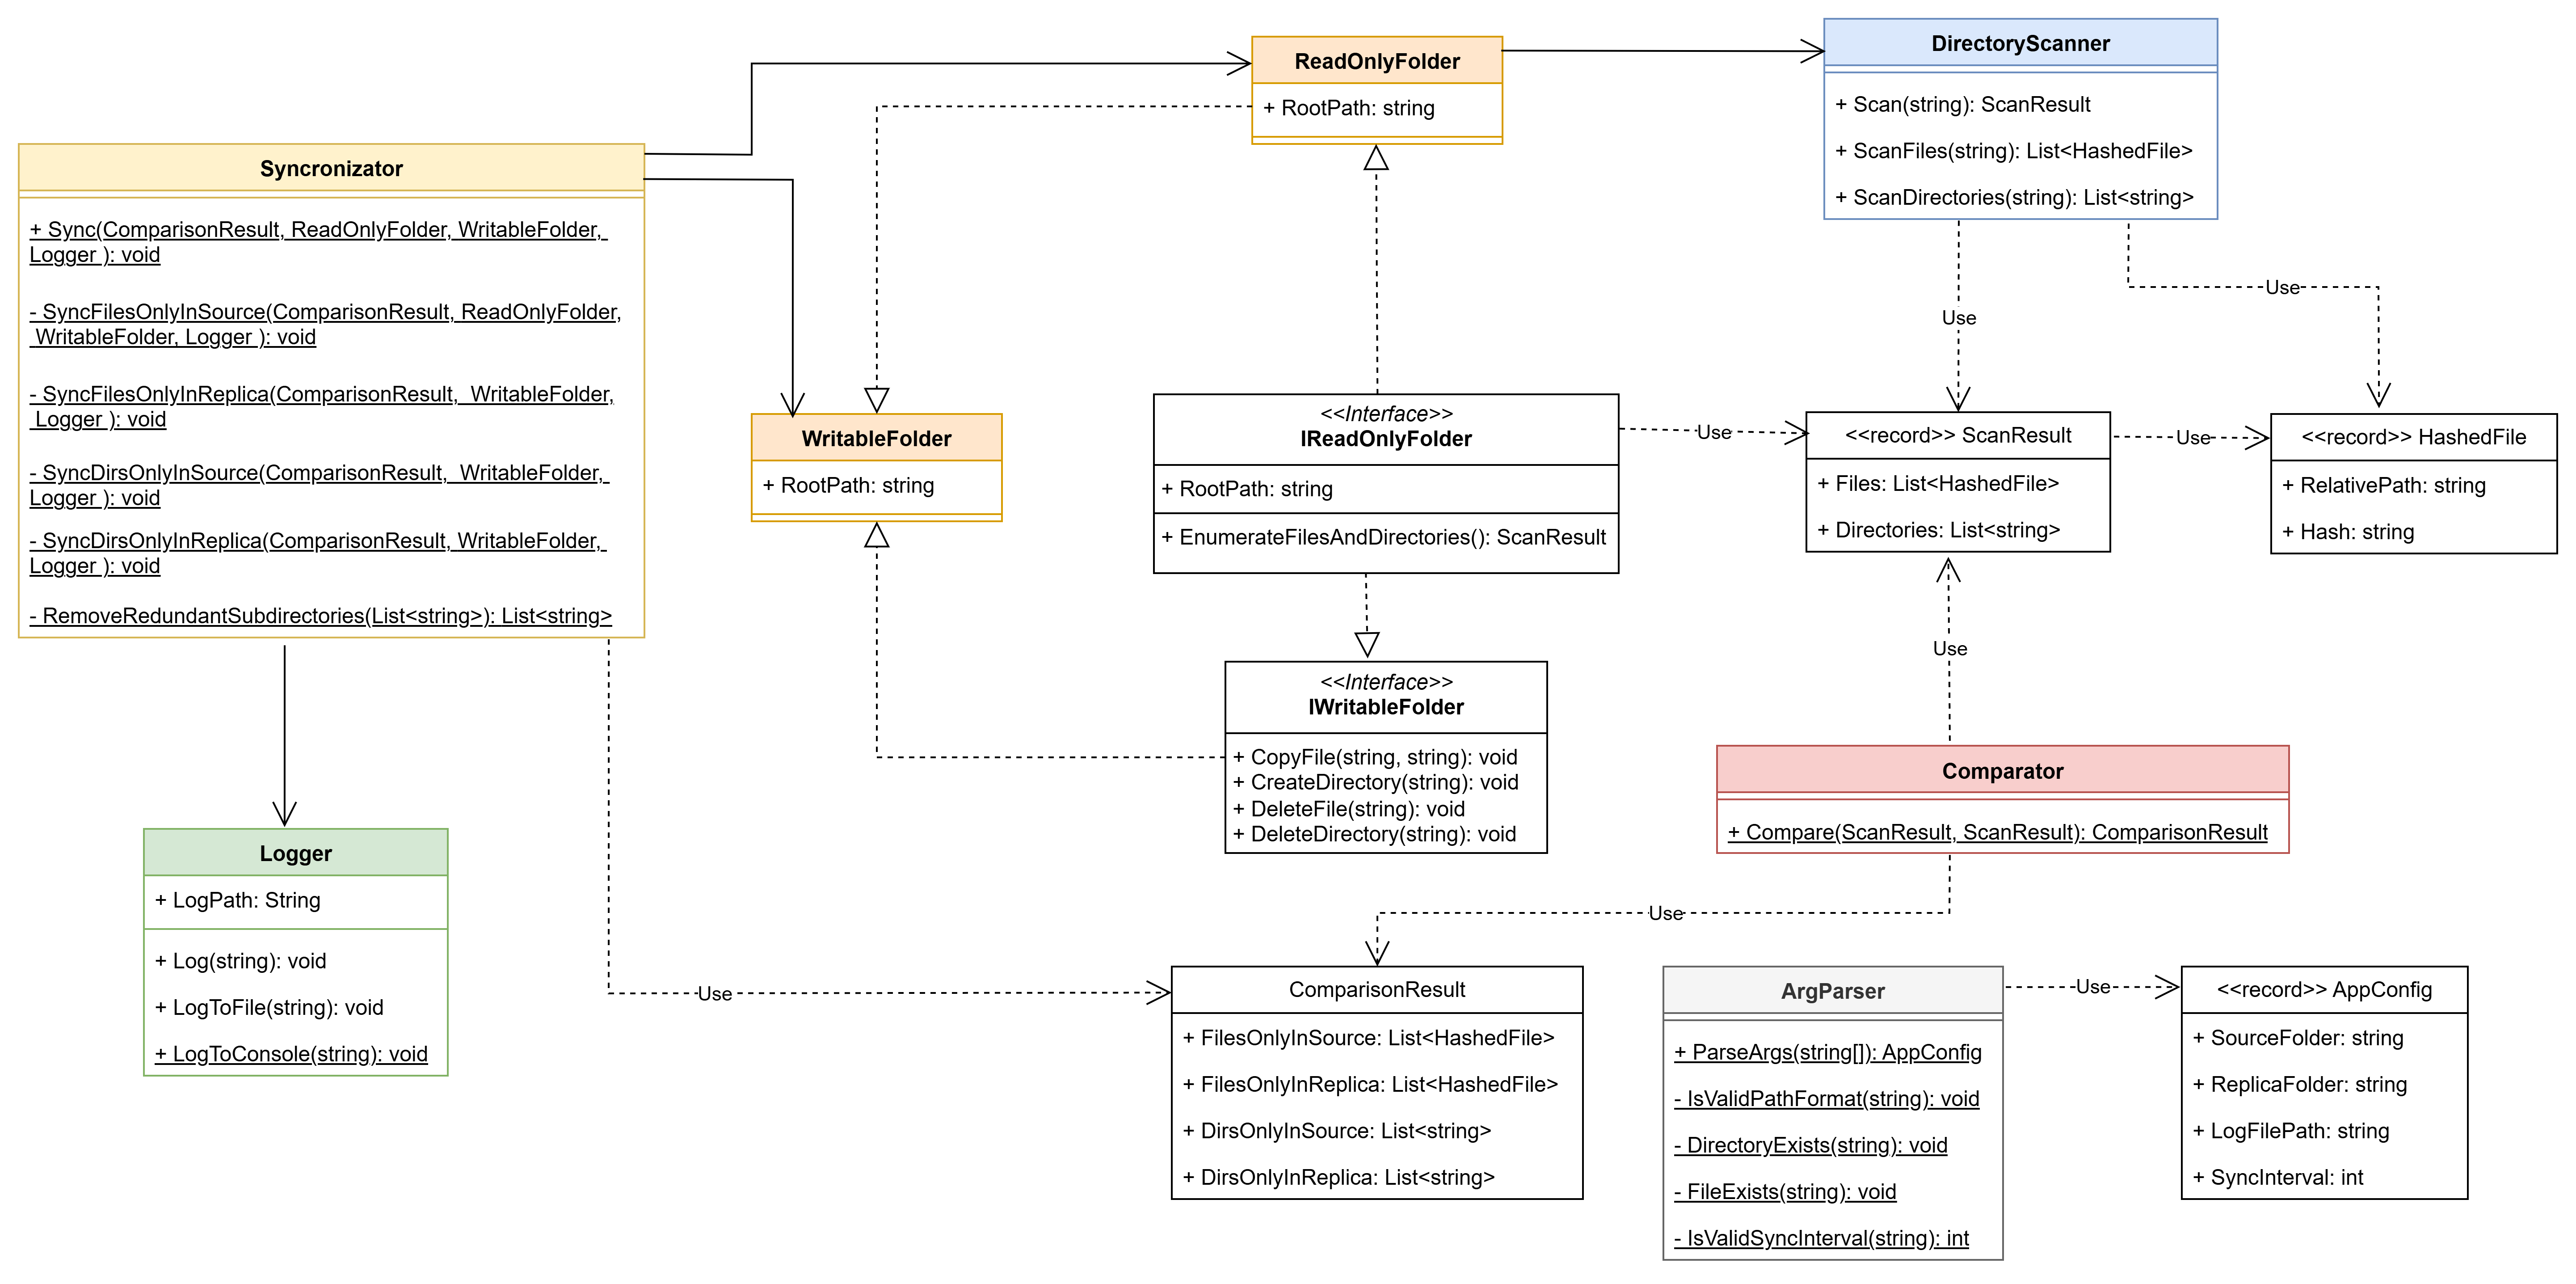 Syncronizator
+ Sync(ComparisonResult, ReadOnlyFolder, WritableFolder,
Logger ): void
- SyncFilesOnlyInSource(ComparisonResult, ReadOnlyFolder,
WritableFolder, Logger ): void
- SyncFilesOnlyInReplica(ComparisonResult,  WritableFolder,
Logger ): void
- SyncDirsOnlyInSource(ComparisonResult,  WritableFolder,
Logger ): void
- SyncDirsOnlyInReplica(ComparisonResult, WritableFolder,
Logger ): void
- RemoveRedundantSubdirectories(List<string>): List<string>
ReadOnlyFolder
+ RootPath: string
DirectoryScanner
+ Scan(string): ScanResult
+ ScanFiles(string): List<HashedFile>
+ ScanDirectories(string): List<string>
Use
Use
WritableFolder
+ RootPath: string
<<Interface>>
IReadOnlyFolder
+ RootPath: string
+ EnumerateFilesAndDirectories(): ScanResult
Use
<<record>> ScanResult
+ Files: List<HashedFile>
+ Directories: List<string>
Use
<<record>> HashedFile
+ RelativePath: string
+ Hash: string
Use
<<Interface>>
IWritableFolder
+ CopyFile(string, string): void
+ CreateDirectory(string): void
+ DeleteFile(string): void
+ DeleteDirectory(string): void
Comparator
+ Compare(ScanResult, ScanResult): ComparisonResult
Use
Logger
+ LogPath: String
+ Log(string): void
+ LogToFile(string): void
+ LogToConsole(string): void
Use
ComparisonResult
+ FilesOnlyInSource: List<HashedFile>
+ FilesOnlyInReplica: List<HashedFile>
+ DirsOnlyInSource: List<string>
+ DirsOnlyInReplica: List<string>
ArgParser
+ ParseArgs(string[]): AppConfig
- IsValidPathFormat(string): void
- DirectoryExists(string): void
- FileExists(string): void
- IsValidSyncInterval(string): int
Use
<<record>> AppConfig
+ SourceFolder: string
+ ReplicaFolder: string
+ LogFilePath: string
+ SyncInterval: int